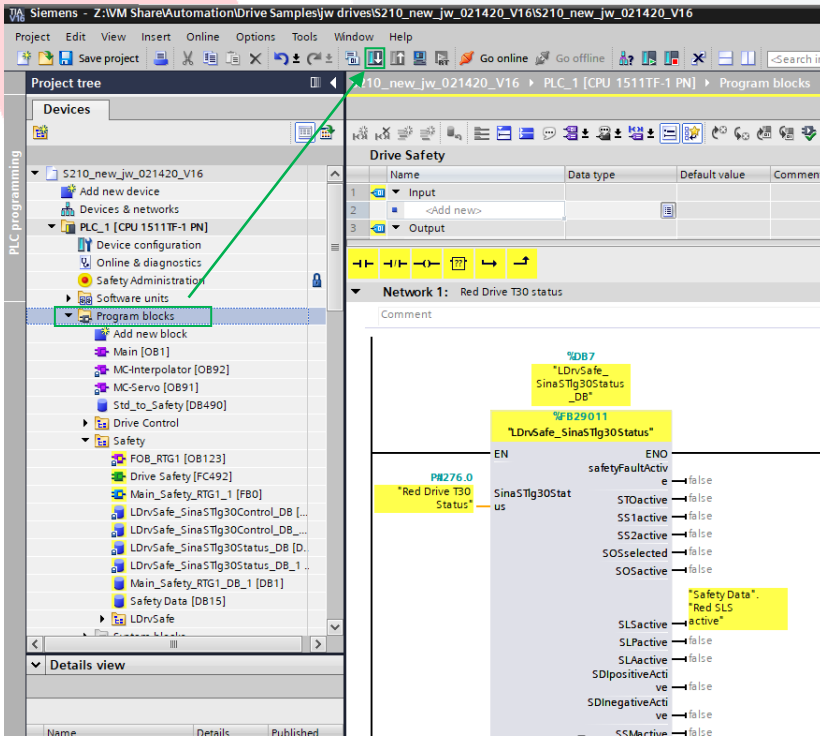 Siemens - Z:\VM Share\Automation\Drive Samples\jw drives\S210_new_jw_021420_V16\S210_new_jw_021420_V16
Project Edit View Insert Online Options Tools Window Help
Save project Go online Go offline <Search i
Project tree
10_new_jw_021420_V16 › PLC_1 [CPU 1511TF-1 PN] › Program blocks
Devices
PLC programming
S210_new_jw_021420_V16
Add new device
Devices & networks
PLC_1 [CPU 1511TF-1 PN]
Device configuration
Online & diagnostics
Safety Administration
Software units
Program blocks
Add new block
Main [OB1]
MC-Interpolator [OB92]
MC-Servo [OB91]
Std_to_Safety [DB490]
Drive Control
Safety
FOB_RTG1 [OB123]
Drive Safety [FC492]
Main_Safety_RTG1_1 [FB0]
LDrvSafe_SinaSTlg30Control_DB [...
LDrvSafe_SinaSTlg30Control_DB_...
LDrvSafe_SinaSTlg30Status_DB [D..
LDrvSafe_SinaSTlg30Status_DB_1 ..
Main_Safety_RTG1_DB_1 [DB1]
Safety Data [DB15]
LDrvSafe
System blocks
Details view
Name Details Published
Drive Safety
Name Data type Default value Commen
1 Input
2 <Add new>
3 Output
Network 1: Red Drive T30 status
Comment
%DB7
"LDrvSafe_
SinaSTlg30Status
_DB"
%FB29011
"LDrvSafe_SinaSTlg30Status"
EN ENO
safetyFaultActiv
e false
P#I276.0
"Red Drive T30
Status"
SinaSTlg30Stat
us
STOactive false
SS1active false
SS2active false
SOSselected false
SOSactive false
"Safety Data".
"Red SLS
active"
SLSactive
SLPactive false
SLAactive false
SDIpositiveActi
ve false
SDInegativeActi
ve false
SSMactive false